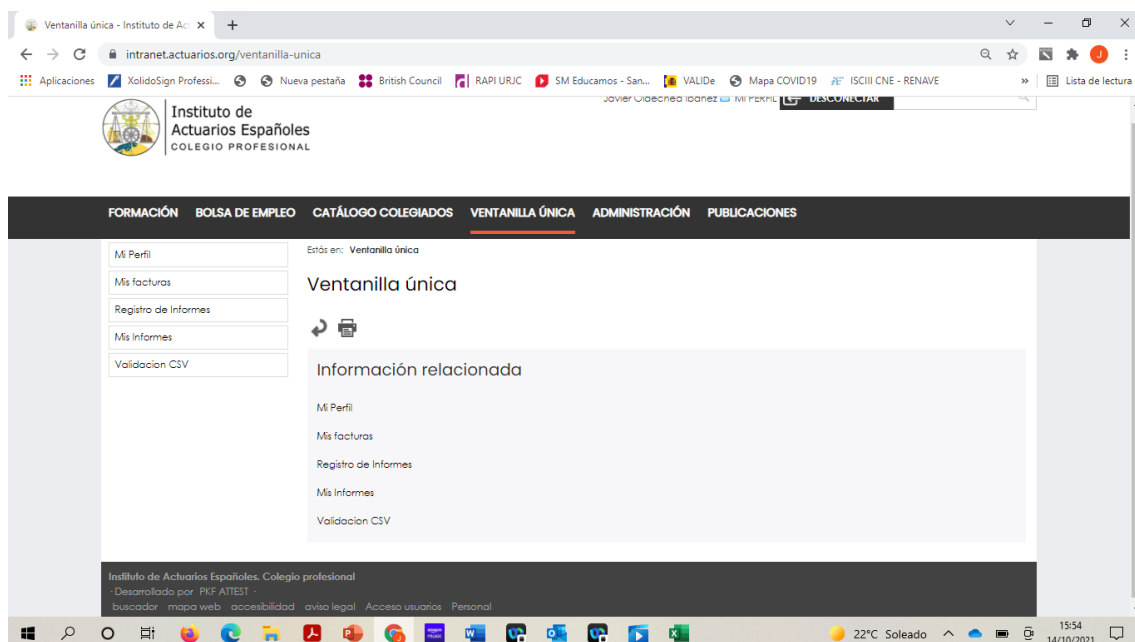 Ventanilla única - Instituto de Act
intranet.actuarios.org/ventanilla-unica
Aplicaciones XolidoSign Professi... Nueva pestaña British Council RAPI URJC SM Educamos - San... VALIDe Mapa COVID19 ISCIII CNE - RENAVE » Lista de lectura
MI PERFIL DESCONECTAR
Instituto de
Actuarios Españoles
COLEGIO PROFESIONAL
FORMACIÓN BOLSA DE EMPLEO CATÁLOGO COLEGIADOS VENTANILLA ÚNICA ADMINISTRACIÓN PUBLICACIONES
Mi Perfil
Mis facturas
Registro de Informes
Mis Informes
Validacion CSV
Estás en: Ventanilla única
Ventanilla única
Información relacionada
Mi Perfil
Mis facturas
Registro de Informes
Mis Informes
Validacion CSV
Instituto de Actuarios Españoles. Colegio profesional
· Desarrollado por PKF ATTEST ·
buscador mapa web accesibilidad aviso legal Acceso usuarios Personal
22°C Soleado
15:54
14/10/2021